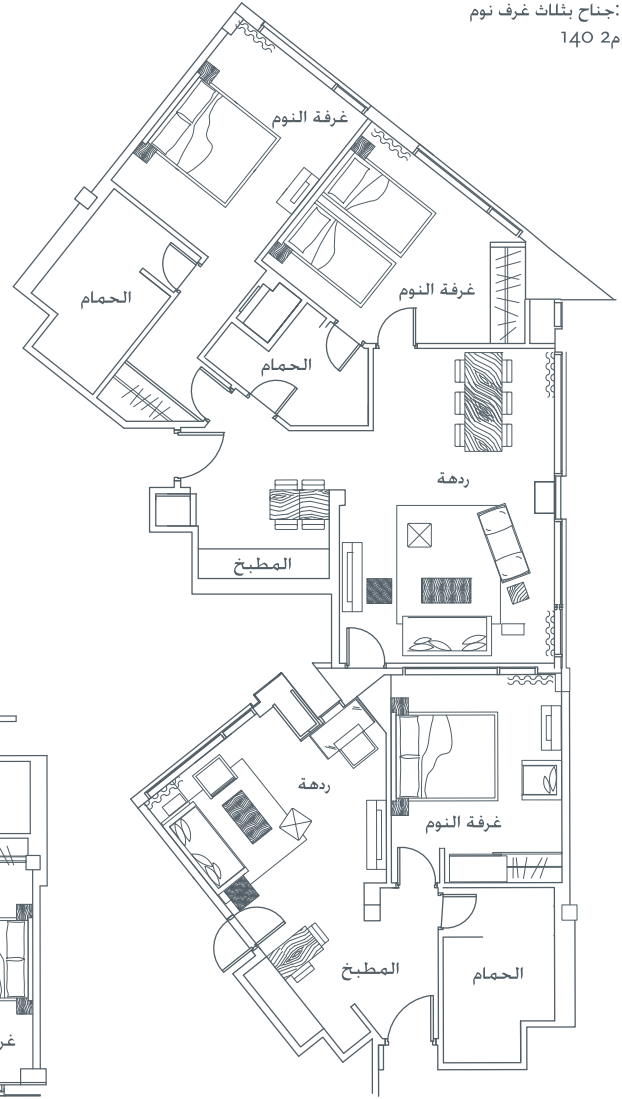 جناح بثلاث غرف نوم:
140 م2
غرفة النوم
غرفة النوم
الحمام
الحمام
ردهة
المطبخ
ردهة
غرفة النوم
المطبخ
الحمام
غر